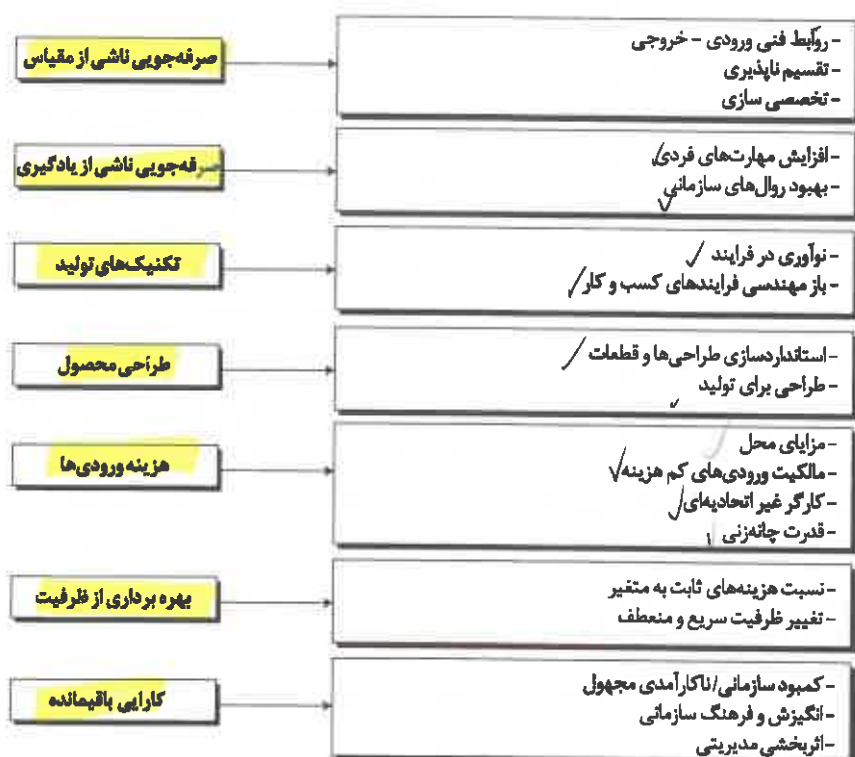 صرفه‌جویی ناشی از مقیاس
- روابط فنی ورودی - خروجی
- تقسیم ناپذیری
- تخصصی سازی
صرفه‌جویی ناشی از یادگیری
- افزایش مهارت‌های فردی
- بهبود روال‌های سازمانی
تکنیک‌های تولید
- نوآوری در فرایند
- باز مهندسی فرایندهای کسب و کار
طراحی محصول
- استانداردسازی طراحی‌ها و قطعات
- طراحی برای تولید
هزینه ورودی‌ها
- مزایای محل
- مالکیت ورودی‌های کم هزینه
- کارگر غیر اتحادیه‌ای
- قدرت چانه‌زنی
بهره برداری از ظرفیت
- نسبت هزینه‌های ثابت به متغیر
- تغییر ظرفیت سریع و منعطف
کارایی باقیمانده
- کمبود سازمانی/ناکارآمدی مجهول
- انگیزش و فرهنگ سازمانی
- اثربخشی مدیریتی